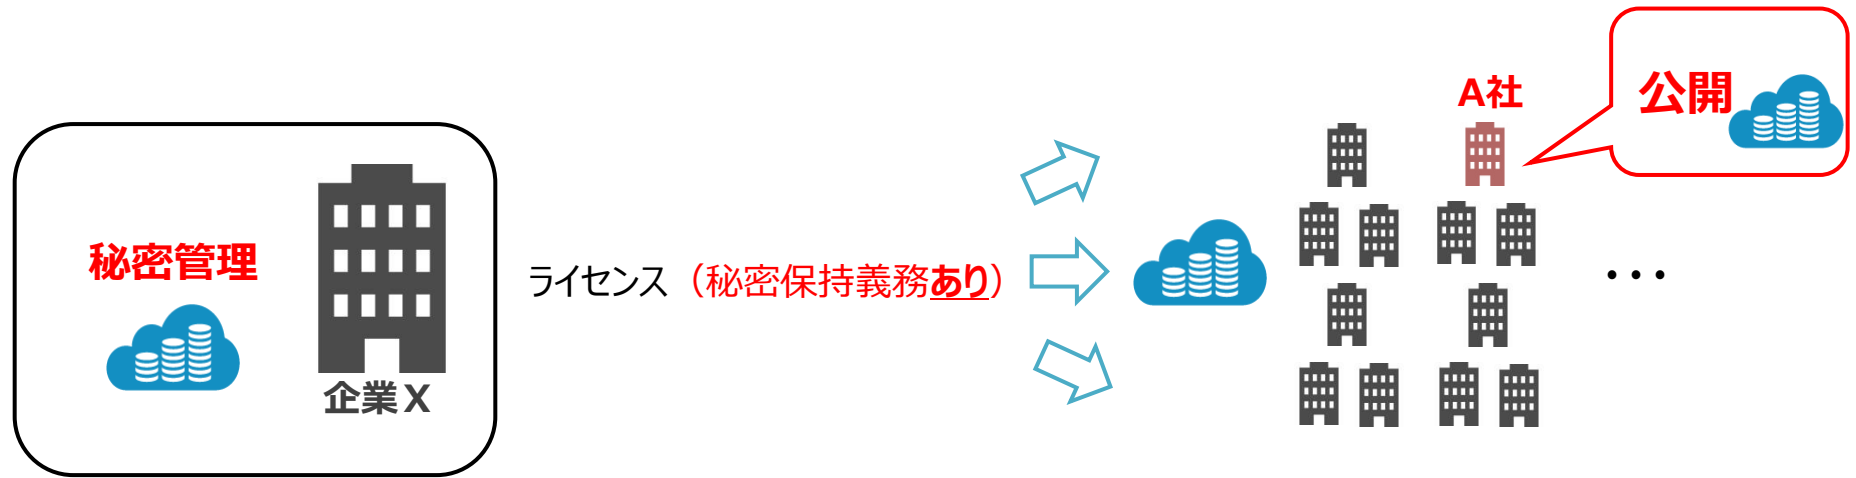 秘密管理
企業X
ライセンス（秘密保持義務あり）
A社
公開
・・・